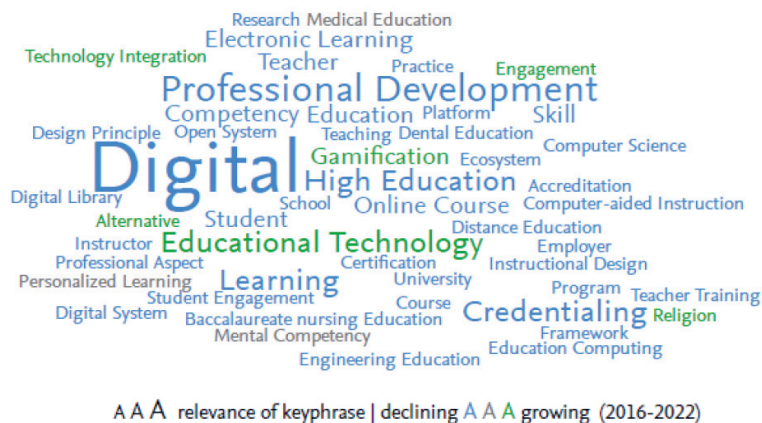 Research Medical Education
Electronic Learning
Technology Integration Teacher Practice Engagement
Professional Development
Competency Education Platform Skill
Design Principle Open System Teaching Dental Education Computer Science
Digital Gamification Ecosystem
High Education Accreditation
Digital Library School Online Course Computer-aided Instruction
Alternative Student Distance Education
Instructor Educational Technology Employer
Professional Aspect Certification Instructional Design
Personalized Learning Learning University Program
Student Engagement Course Teacher Training
Digital System Baccalaureate nursing Education Credentialing Religion
Mental Competency Framework
Engineering Education Education Computing
A A A relevance of keyphrase | declining A A A growing (2016-2022)